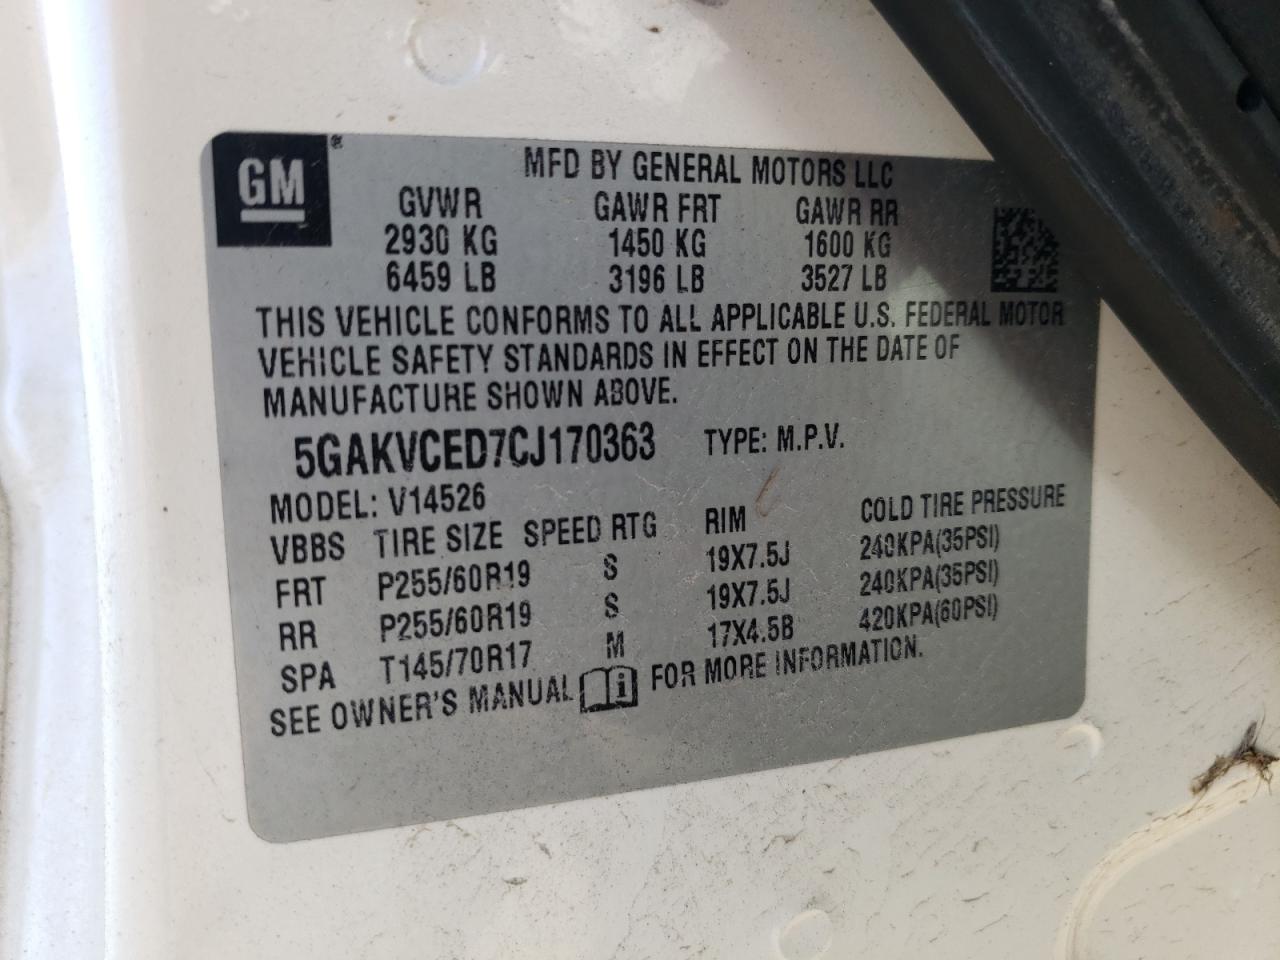 GM®
MFD BY GENERAL MOTORS LLC
GVWR GAWR FRT GAWR RR
2930 KG 1450 KG 1600 KG
6459 LB 3196 LB 3527 LB
THIS VEHICLE CONFORMS TO ALL APPLICABLE U.S. FEDERAL MOTOR
VEHICLE SAFETY STANDARDS IN EFFECT ON THE DATE OF
MANUFACTURE SHOWN ABOVE.
5GAKVCED7CJ170363 TYPE: M.P.V.
MODEL: V14526
VBBS TIRE SIZE SPEED RTG RIM COLD TIRE PRESSURE
FRT P255/60R19 S 19X7.5J 240KPA(35PSI)
RR P255/60R19 S 19X7.5J 240KPA(35PSI)
SPA T145/70R17 M 17X4.5B 420KPA(60PSI)
SEE OWNER'S MANUAL i FOR MORE INFORMATION.